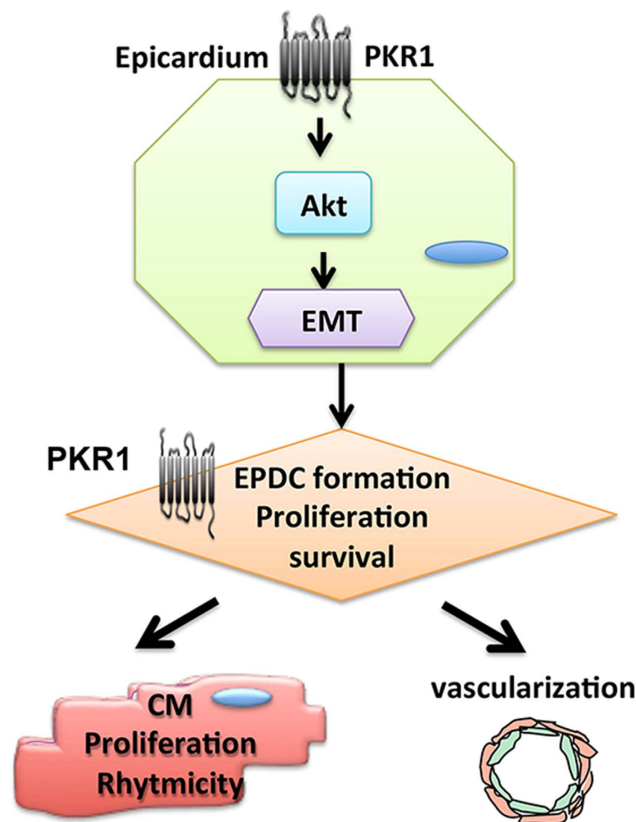 Epicardium PKR1
Akt
EMT
PKR1
EPDC formation
Proliferation
survival
CM
Proliferation
Rhytmicity
vascularization